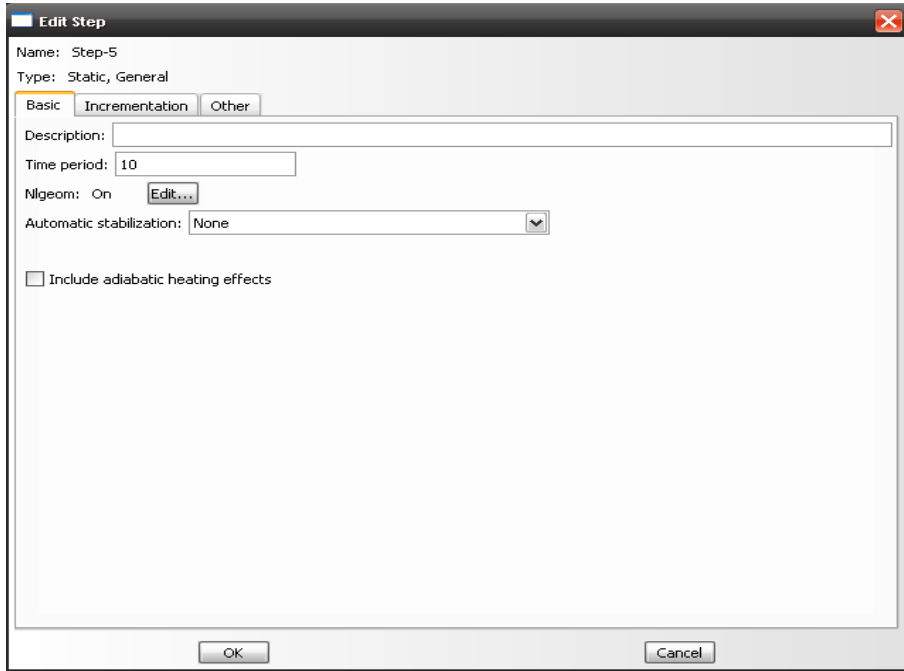 Edit Step
Name: Step-5
Type: Static, General
Basic Incrementation Other
Description:
Time period: 10
Nlgeom: On Edit...
Automatic stabilization: None
Include adiabatic heating effects
OK Cancel